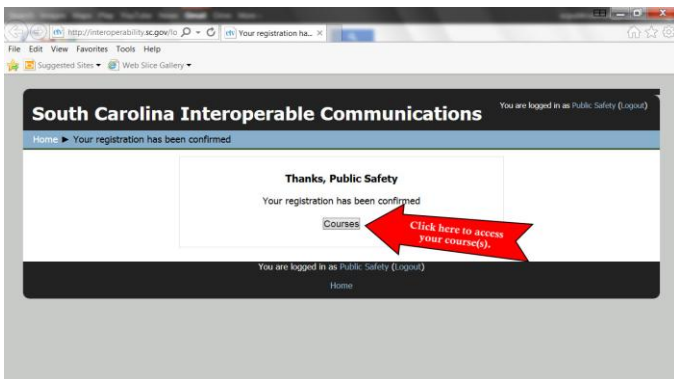 http://interoperability.sc.gov/lo
Your registration ha...
File Edit View Favorites Tools Help
Suggested Sites Web Slice Gallery
South Carolina Interoperable Communications
You are logged in as Public Safety (Logout)
Home ► Your registration has been confirmed
Thanks, Public Safety
Your registration has been confirmed
Courses
Click here to access
your course(s).
You are logged in as Public Safety (Logout)
Home